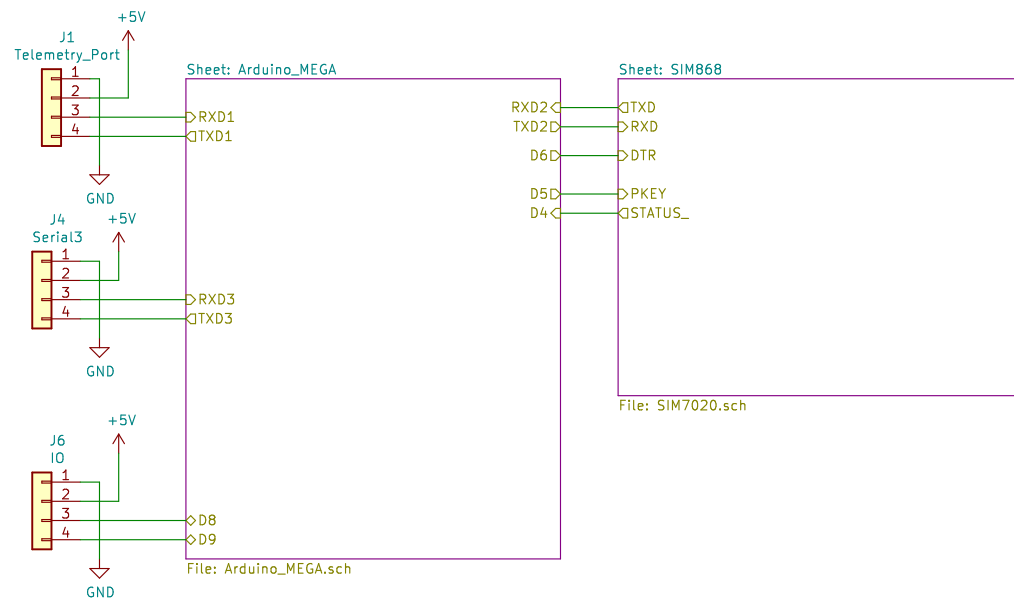 +5V
J1
Telemetry_Port
1
2
3
4
GND
Sheet: Arduino_MEGA
RXD1
TXD1
RXD2
TXD2
D6
D5
D4
Sheet: SIM868
TXD
RXD
DTR
PKEY
STATUS_
File: SIM7020.sch
J4
Serial3
+5V
1
2
3
4
GND
RXD3
TXD3
+5V
J6
IO
1
2
3
4
GND
D8
D9
File: Arduino_MEGA.sch